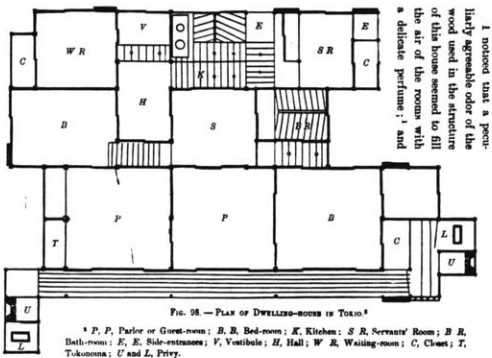 I noticed that a pecu-
liarly agreeable odor of the
wood used in the structure
of this house seemed to fill
the air of the rooms with
a delicate perfume;¹ and
V
E
E
W R
S R
C
C
K
H
B
S
B R
P
P
B
T
C
L
U
U
L
FIG. 98. — PLAN OF DWELLING-HOUSE IN TOKIO.²
² P, P, Parlor or Guest-room; B, B, Bed-room; K, Kitchen; S R, Servants' Room; B R,
Bath-room; E, E, Side-entrances; V, Vestibule; H, Hall; W R, Waiting-room; C, Closet; T,
Tokonoma; U and L, Privy.